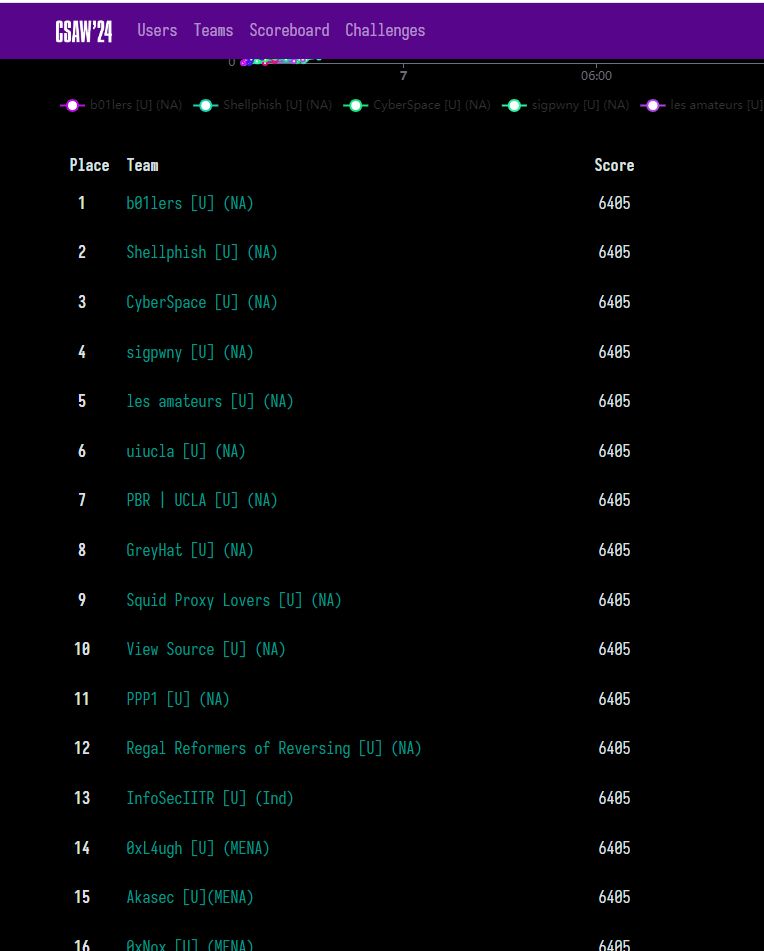 CSAW'24 Users Teams Scoreboard Challenges
0 7 06:00
b01lers [U] (NA) Shellphish [U] (NA) CyberSpace [U] (NA) sigpwny [U] (NA) les amateurs [U]
Place Team Score
1 b01lers [U] (NA) 6405
2 Shellphish [U] (NA) 6405
3 CyberSpace [U] (NA) 6405
4 sigpwny [U] (NA) 6405
5 les amateurs [U] (NA) 6405
6 uiucla [U] (NA) 6405
7 PBR | UCLA [U] (NA) 6405
8 GreyHat [U] (NA) 6405
9 Squid Proxy Lovers [U] (NA) 6405
10 View Source [U] (NA) 6405
11 PPP1 [U] (NA) 6405
12 Regal Reformers of Reversing [U] (NA) 6405
13 InfoSecIITR [U] (Ind) 6405
14 0xL4ugh [U] (MENA) 6405
15 Akasec [U](MENA) 6405
16 0xNox [U] (MENA) 6405